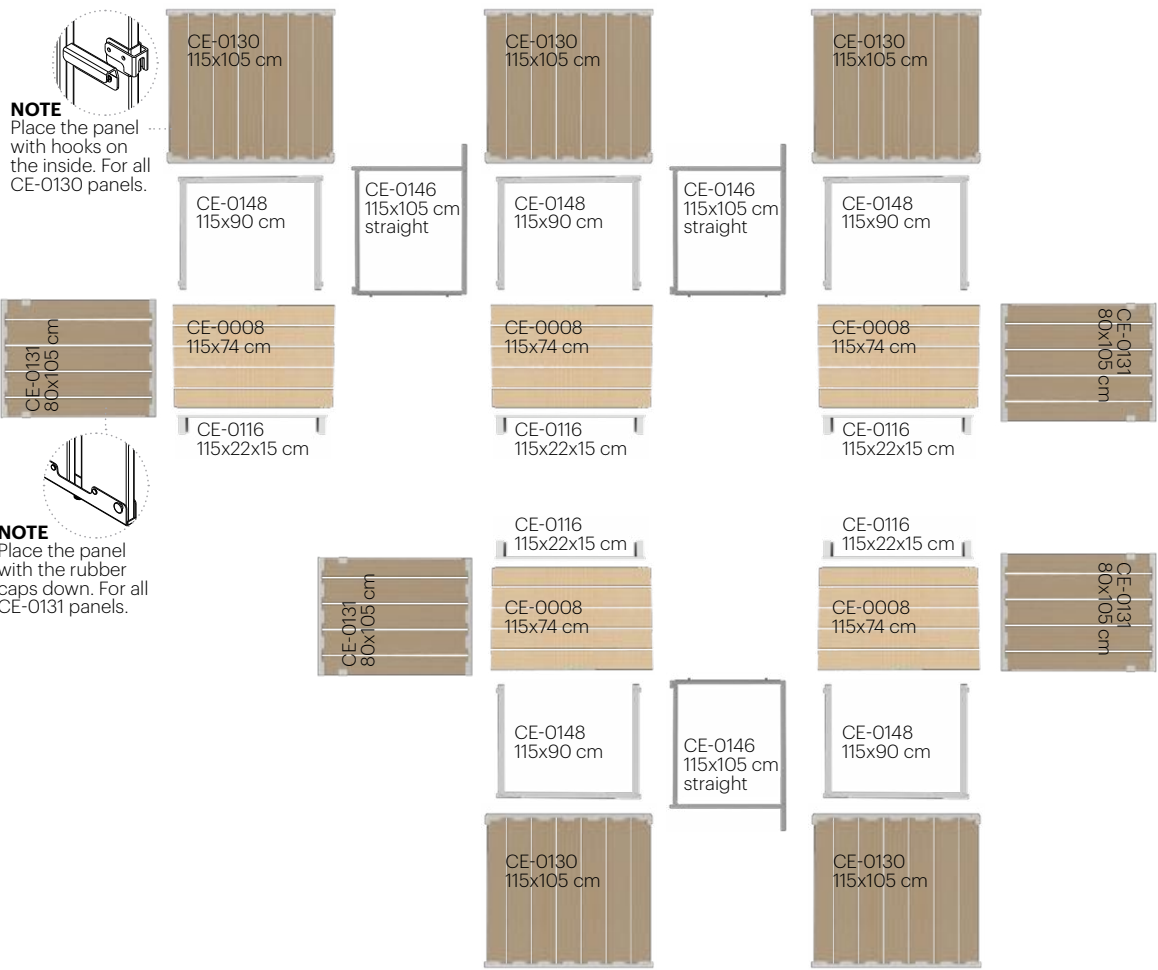 CE-0130
115x105 cm
CE-0130
115x105 cm
CE-0130
115x105 cm
NOTE
Place the panel
with hooks on
the inside. For all
CE-0130 panels.
CE-0148
115x90 cm
CE-0146
115x105 cm
straight
CE-0148
115x90 cm
CE-0146
115x105 cm
straight
CE-0148
115x90 cm
CE-0131
80x105 cm
CE-0008
115x74 cm
CE-0008
115x74 cm
CE-0008
115x74 cm
CE-0131
80x105 cm
CE-0116
115x22x15 cm
CE-0116
115x22x15 cm
CE-0116
115x22x15 cm
NOTE
Place the panel
with the rubber
caps down. For all
CE-0131 panels.
CE-0116
115x22x15 cm
CE-0116
115x22x15 cm
CE-0131
80x105 cm
CE-0008
115x74 cm
CE-0008
115x74 cm
CE-0131
80x105 cm
CE-0148
115x90 cm
CE-0146
115x105 cm
straight
CE-0148
115x90 cm
CE-0130
115x105 cm
CE-0130
115x105 cm